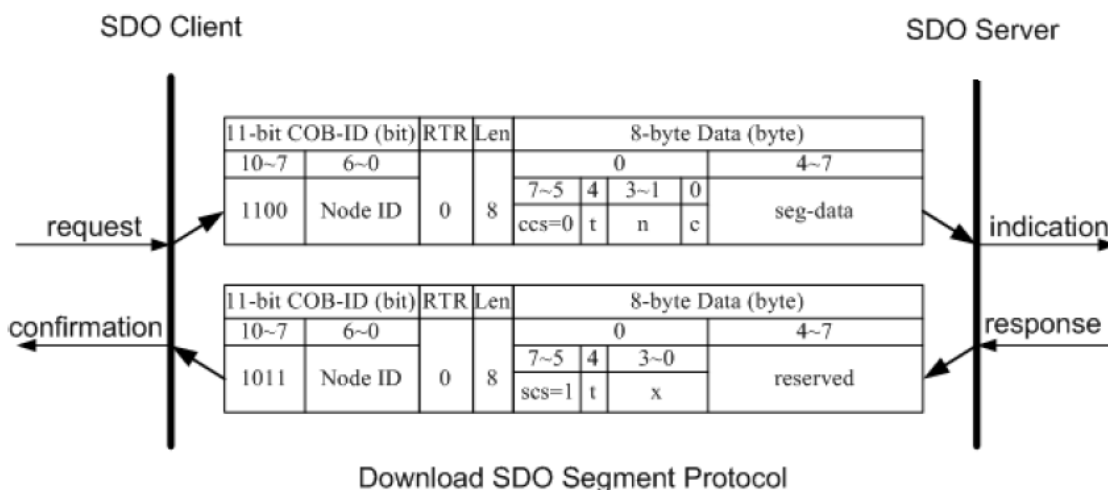 SDO Client
SDO Server
11-bit COB-ID (bit) RTR Len 8-byte Data (byte)
10~7 6~0 0 4~7
7~5 4 3~1 0
request 1100 Node ID 0 8 ccs=0 t n c seg-data indication
11-bit COB-ID (bit) RTR Len 8-byte Data (byte)
confirmation 10~7 6~0 0 4~7 response
7~5 4 3~0
1011 Node ID 0 8 scs=1 t x reserved
Download SDO Segment Protocol